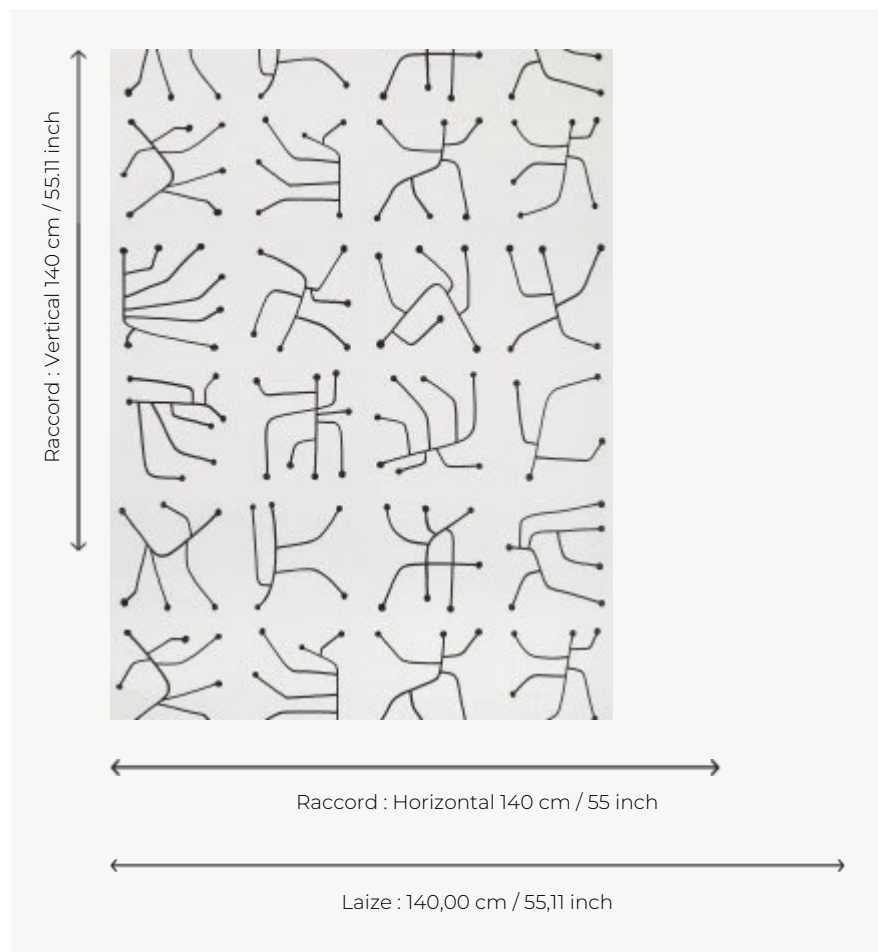 Raccord : Vertical 140 cm / 55.11 inch
Raccord : Horizontal 140 cm / 55 inch
Laize : 140,00 cm / 55,11 inch